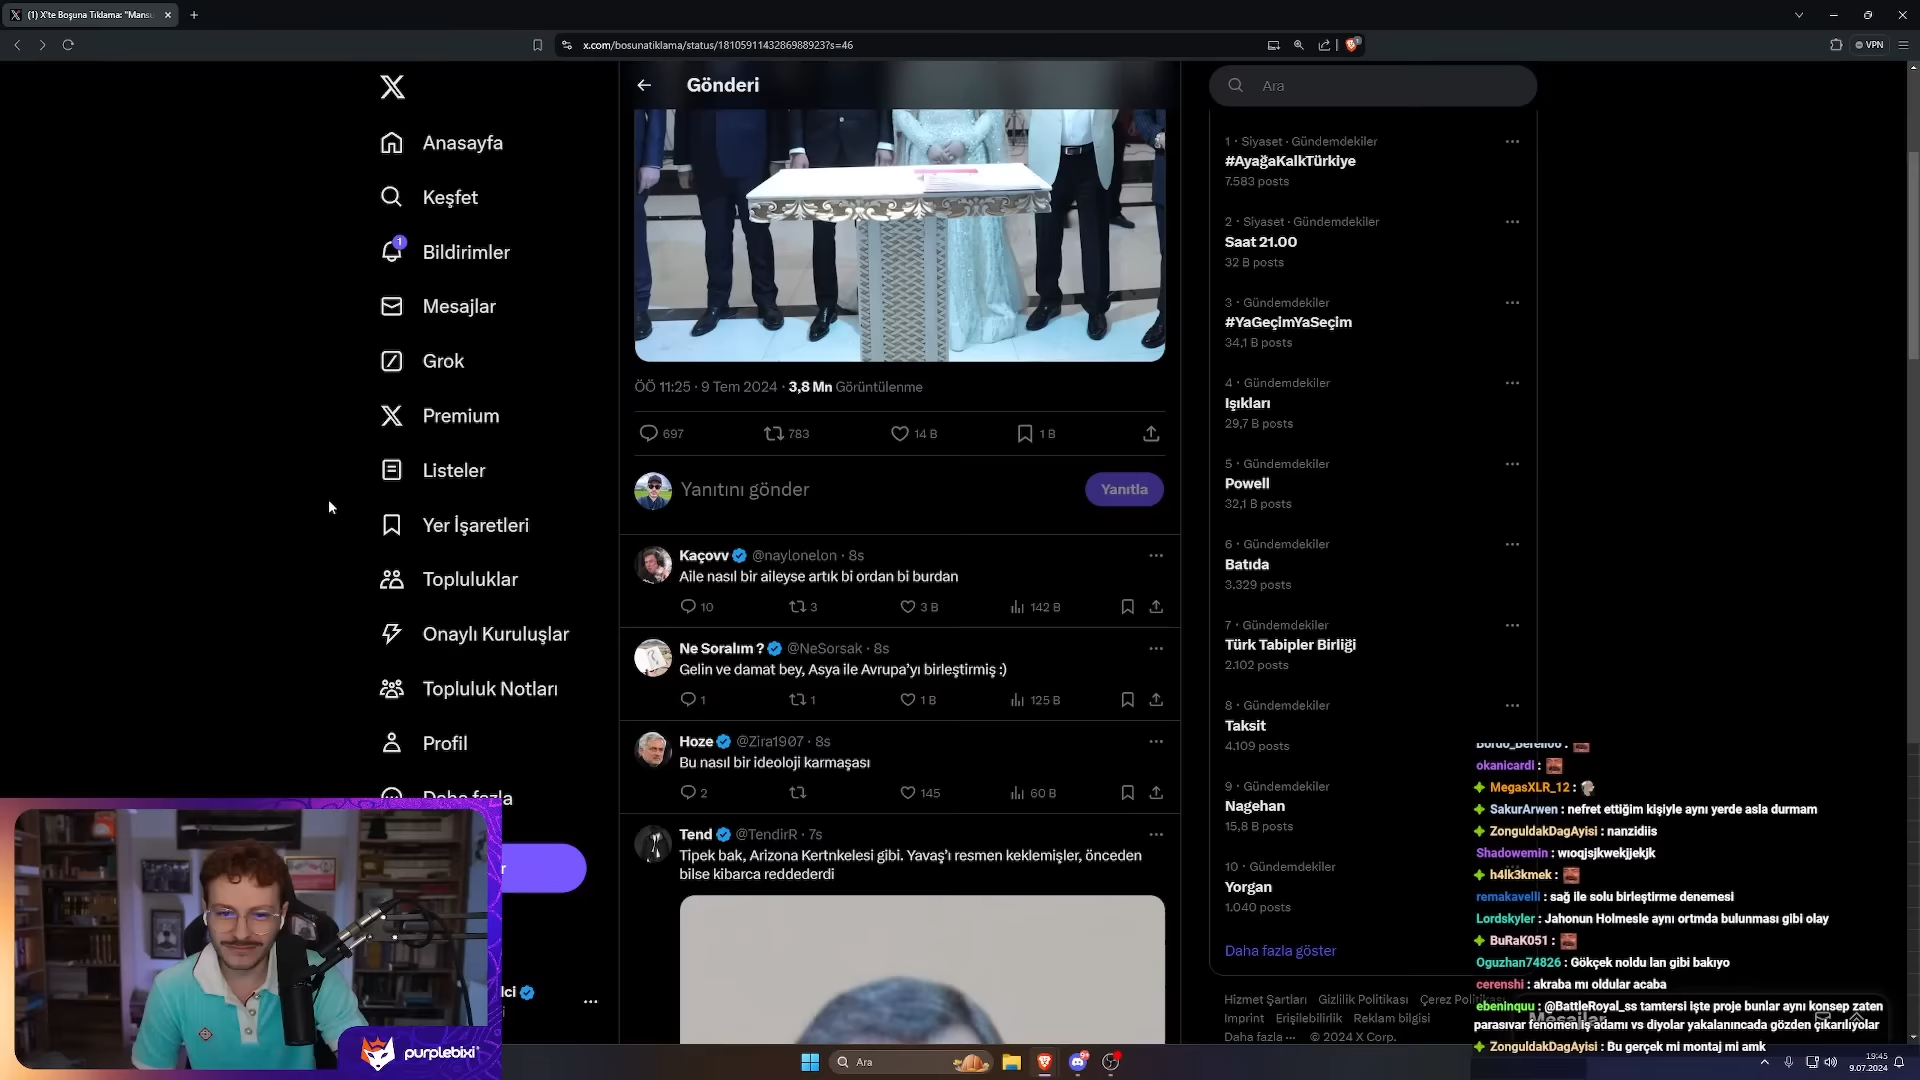 (1) X'te Boşuna Tıklama: "Mansu
x.com/bosunatiklama/status/1810591143286988923?s=46
VPN
Anasayfa
Keşfet
1
Bildirimler
Mesajlar
Grok
Premium
Listeler
Yer İşaretleri
Topluluklar
Onaylı Kuruluşlar
Topluluk Notları
Profil
Daha fazla
lci
purplebixi
Gönderi
ÖÖ 11:25 · 9 Tem 2024 · 3,8 Mn Görüntülenme
697 783 14 B 1 B
Yanıtını gönder
Yanıtla
Kaçovv @naylonelon · 8s
Aile nasıl bir aileyse artık bi ordan bi burdan
10 3 3 B 142 B
Ne Soralım ? @NeSorsak · 8s
Gelin ve damat bey, Asya ile Avrupa'yı birleştirmiş :)
1 1 1 B 125 B
Hoze @Zira1907 · 8s
Bu nasıl bir ideoloji karmaşası
2 145 60 B
Tend @TendirR · 7s
Tipek bak, Arizona Kertnkelesi gibi. Yavaş'ı resmen keklemişler, önceden
bilse kibarca reddederdi
Ara
1 · Siyaset · Gündemdekiler
#AyağaKalkTürkiye
7.583 posts
2 · Siyaset · Gündemdekiler
Saat 21.00
32 B posts
3 · Gündemdekiler
#YaGeçimYaSeçim
34,1 B posts
4 · Gündemdekiler
Işıkları
29,7 B posts
5 · Gündemdekiler
Powell
32,1 B posts
6 · Gündemdekiler
Batıda
3.329 posts
7 · Gündemdekiler
Türk Tabipler Birliği
2.102 posts
8 · Gündemdekiler
Taksit
4.109 posts
9 · Gündemdekiler
Nagehan
15,8 B posts
10 · Gündemdekiler
Yorgan
1.040 posts
Daha fazla göster
Hizmet Şartları Gizlilik Politikası Çerez Politikası
Imprint Erişilebilirlik Reklam bilgisi
Daha fazla ··· © 2024 X Corp.
Mesajlar
okanicardi :
MegasXLR_12 :
SakurArwen : nefret ettiğim kişiyle aynı yerde asla durmam
ZonguldakDagAyisi : nanzidiis
Shadowemin : wıoqjsjkwekjjekjk
h4lk3kmek :
remakavelli : sağ ile solu birleştirme denemesi
Lordskyler : Jahonun Holmesle aynı ortmda bulunması gibi olay
BuRaK051 :
Oguzhan74826 : Gökçek noldu lan gibi bakıyo
cerenshi : akraba mı oldular acaba
ebeninquu : @BattleRoyal_ss tamtersi işte proje bunlar aynı konsep zaten
parasıvar fenomen iş adamı vs diyolar yakalanıncada gözden çıkarılıyolar
ZonguldakDagAyisi : Bu gerçek mi montaj mi amk
Ara
19:45
9.07.2024